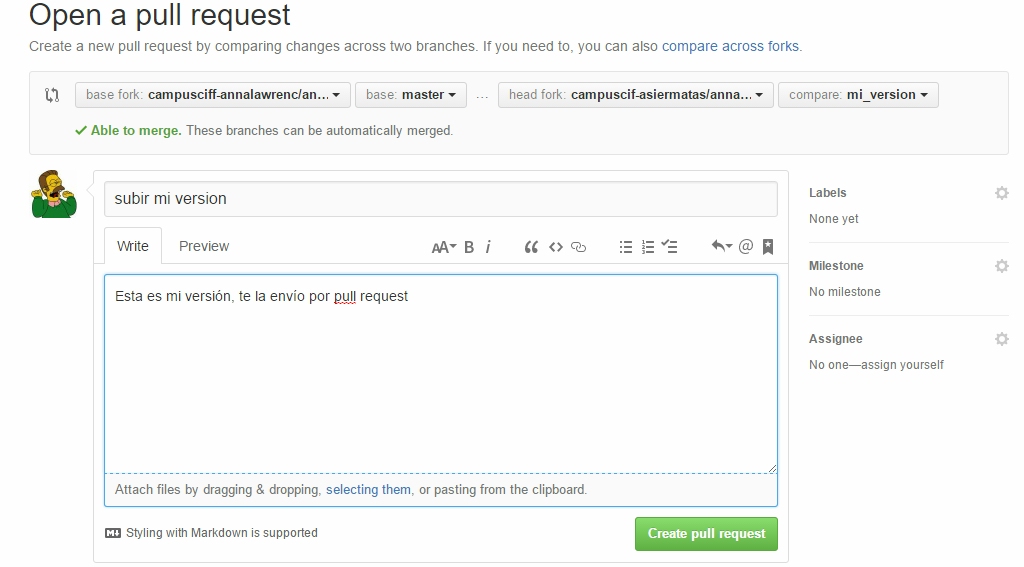 Open a pull request
Create a new pull request by comparing changes across two branches. If you need to, you can also compare across forks.
base fork: campusciff-annalawrenc/an... base: master ... head fork: campuscif-asiermatas/anna... compare: mi_version
Able to merge. These branches can be automatically merged.
subir mi version
Labels
None yet
Write Preview AA B i @
Milestone
No milestone
Esta es mi versión, te la envío por pull request
Assignee
No one—assign yourself
Attach files by dragging & dropping, selecting them, or pasting from the clipboard.
Styling with Markdown is supported
Create pull request